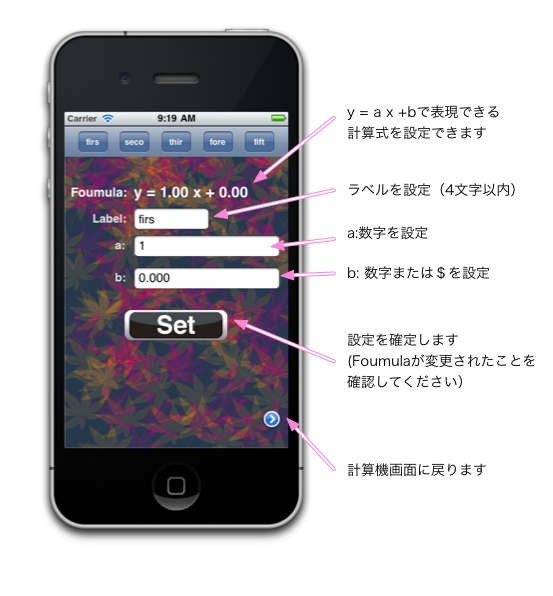 Carrier 9:19 AM
firs seco thir fore fift
Foumula: y = 1.00 x + 0.00
Label: firs
a: 1
b: 0.000
Set
y = a x +bで表現できる
計算式を設定できます
ラベルを設定（4文字以内）
a:数字を設定
b: 数字または＄を設定
設定を確定します
(Foumulaが変更されたことを
確認してください）
計算機画面に戻ります